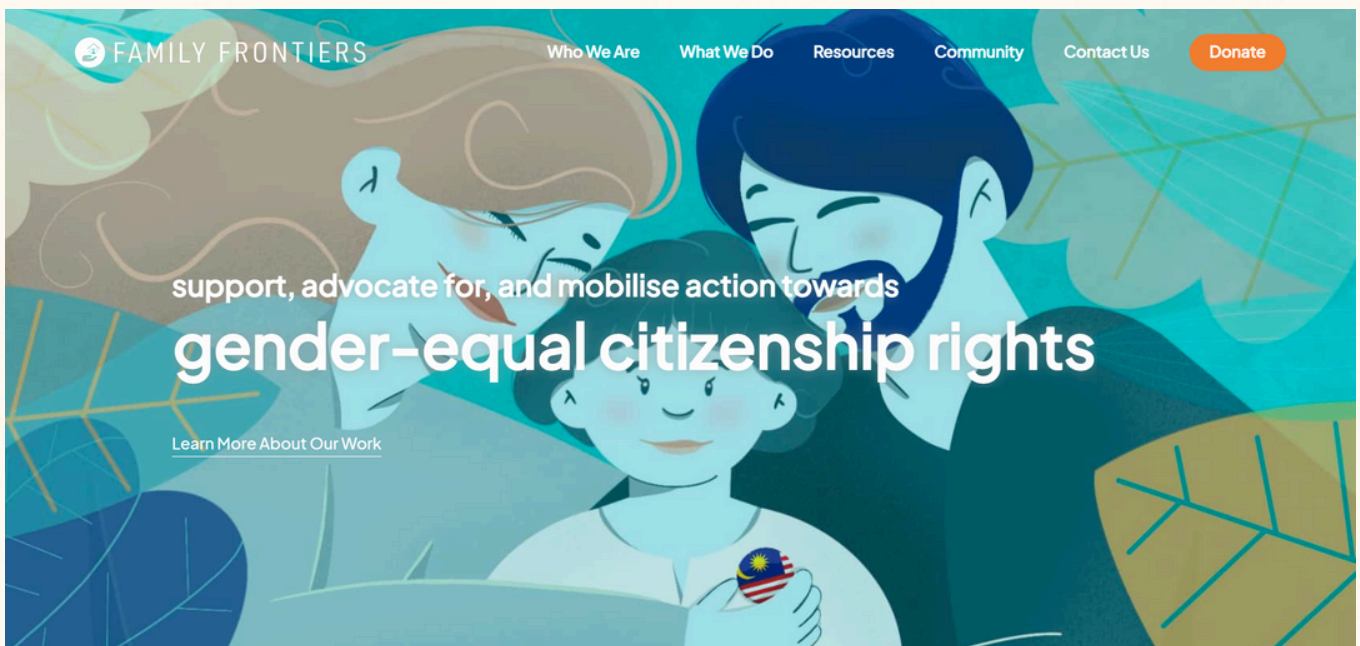 FAMILY FRONTIERS
Who We Are
What We Do
Resources
Community
Contact Us
Donate
support, advocate for, and mobilise action towards
gender-equal citizenship rights
Learn More About Our Work